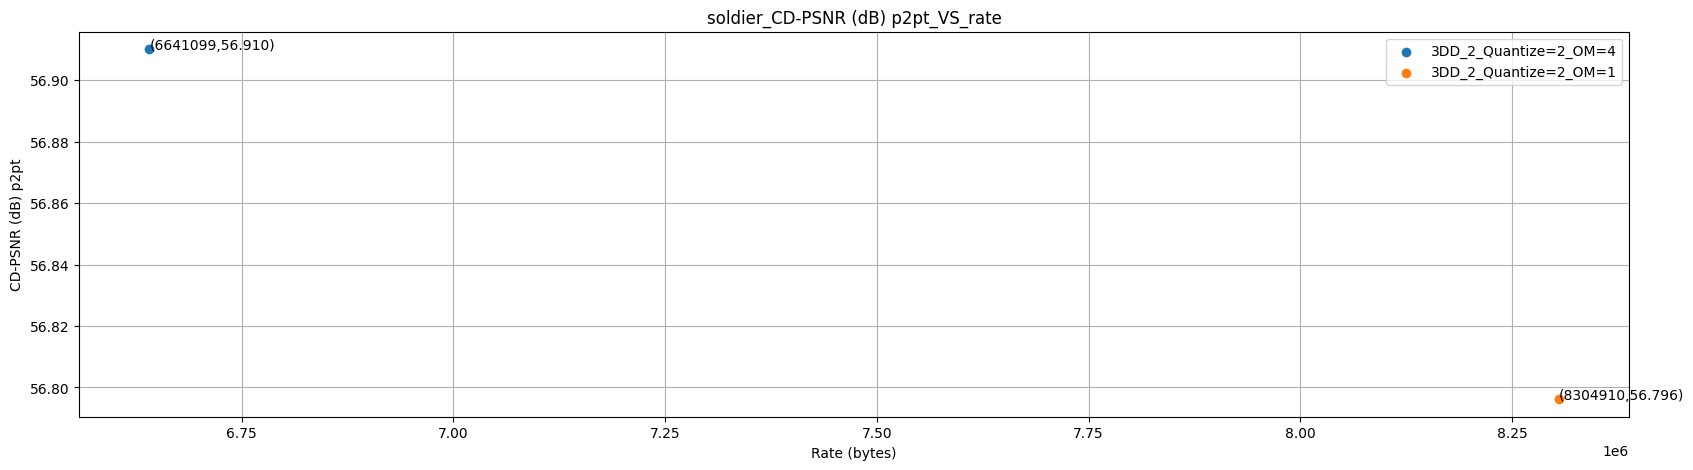 soldier_CD-PSNR (dB) p2pt_VS_rate
(6641099,56.910)
3DD_2_Quantize=2_OM=4
3DD_2_Quantize=2_OM=1
56.90
56.88
56.86
56.84
56.82
56.80
CD-PSNR (dB) p2pt
(8304910,56.796)
6.75
7.00
7.25
7.50
7.75
8.00
8.25
1e6
Rate (bytes)